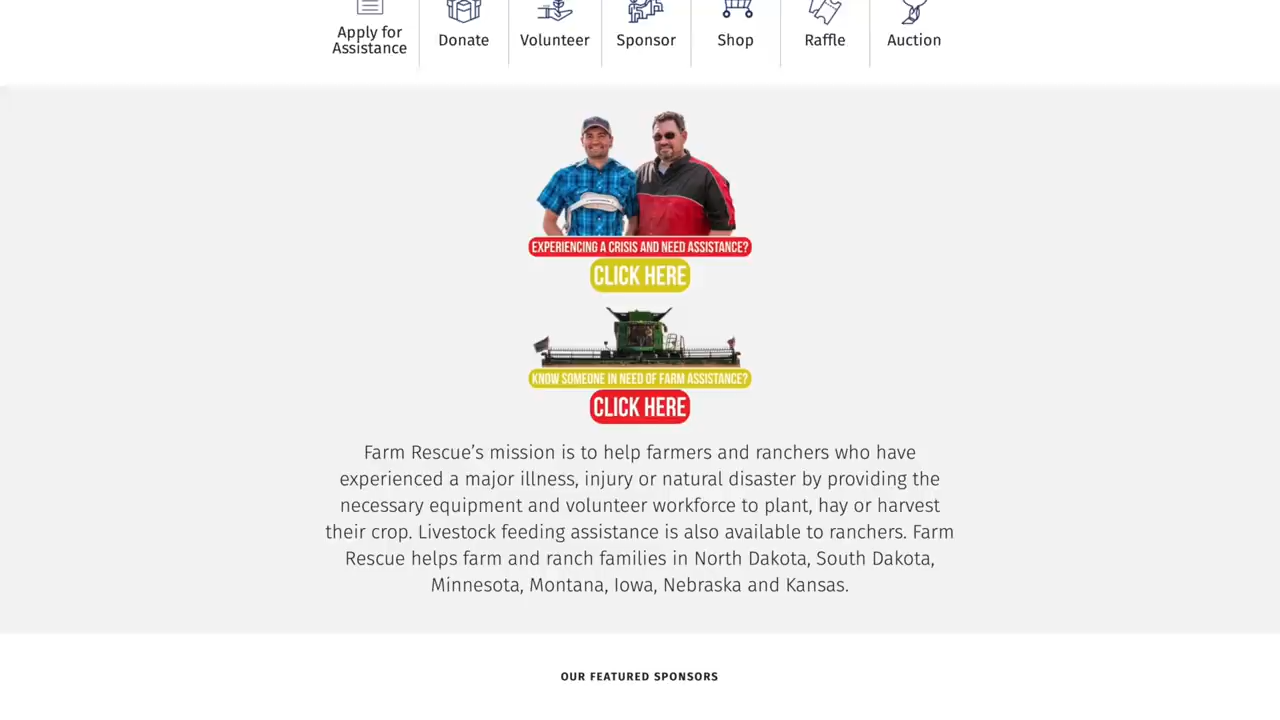 Apply for
Assistance
Donate
Volunteer
Sponsor
Shop
Raffle
Auction
EXPERIENCING A CRISIS AND NEED ASSISTANCE?
CLICK HERE
KNOW SOMEONE IN NEED OF FARM ASSISTANCE?
CLICK HERE
Farm Rescue’s mission is to help farmers and ranchers who have
experienced a major illness, injury or natural disaster by providing the
necessary equipment and volunteer workforce to plant, hay or harvest
their crop. Livestock feeding assistance is also available to ranchers. Farm
Rescue helps farm and ranch families in North Dakota, South Dakota,
Minnesota, Montana, Iowa, Nebraska and Kansas.
OUR FEATURED SPONSORS